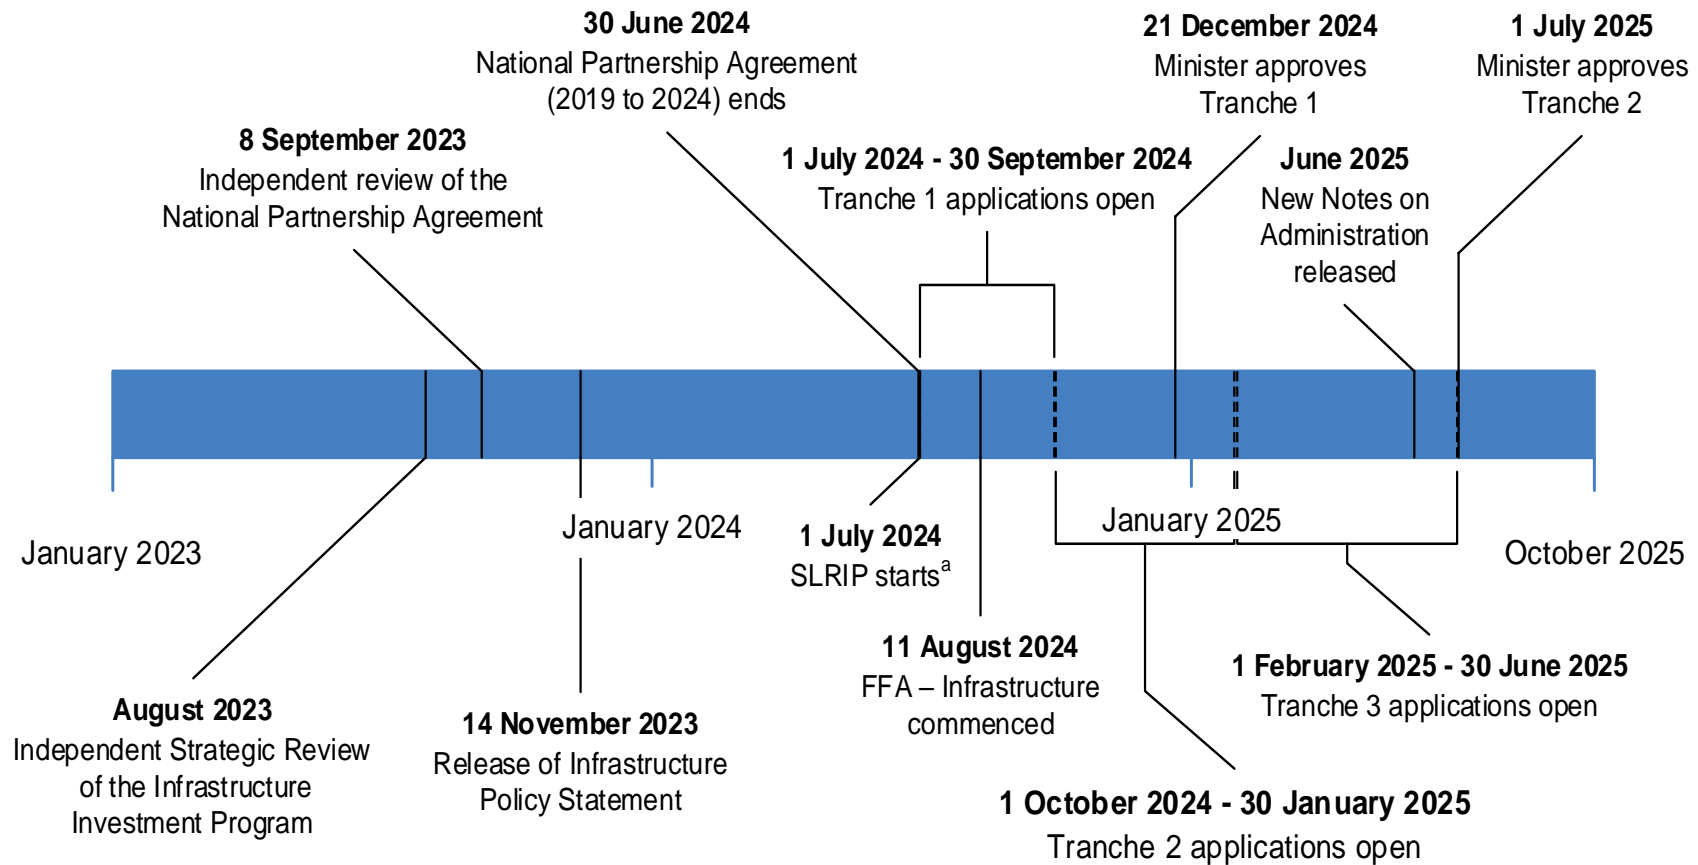 30 June 2024
National Partnership Agreement
(2019 to 2024) ends
21 December 2024
Minister approves
Tranche 1
1 July 2025
Minister approves
Tranche 2
8 September 2023
Independent review of the
National Partnership Agreement
1 July 2024 - 30 September 2024
Tranche 1 applications open
June 2025
New Notes on
Administration
released
January 2023
January 2024
January 2025
October 2025
1 July 2024
SLRIP starts^a
August 2023
Independent Strategic Review
of the Infrastructure
Investment Program
14 November 2023
Release of Infrastructure
Policy Statement
11 August 2024
FFA – Infrastructure
commenced
1 February 2025 - 30 June 2025
Tranche 3 applications open
1 October 2024 - 30 January 2025
Tranche 2 applications open